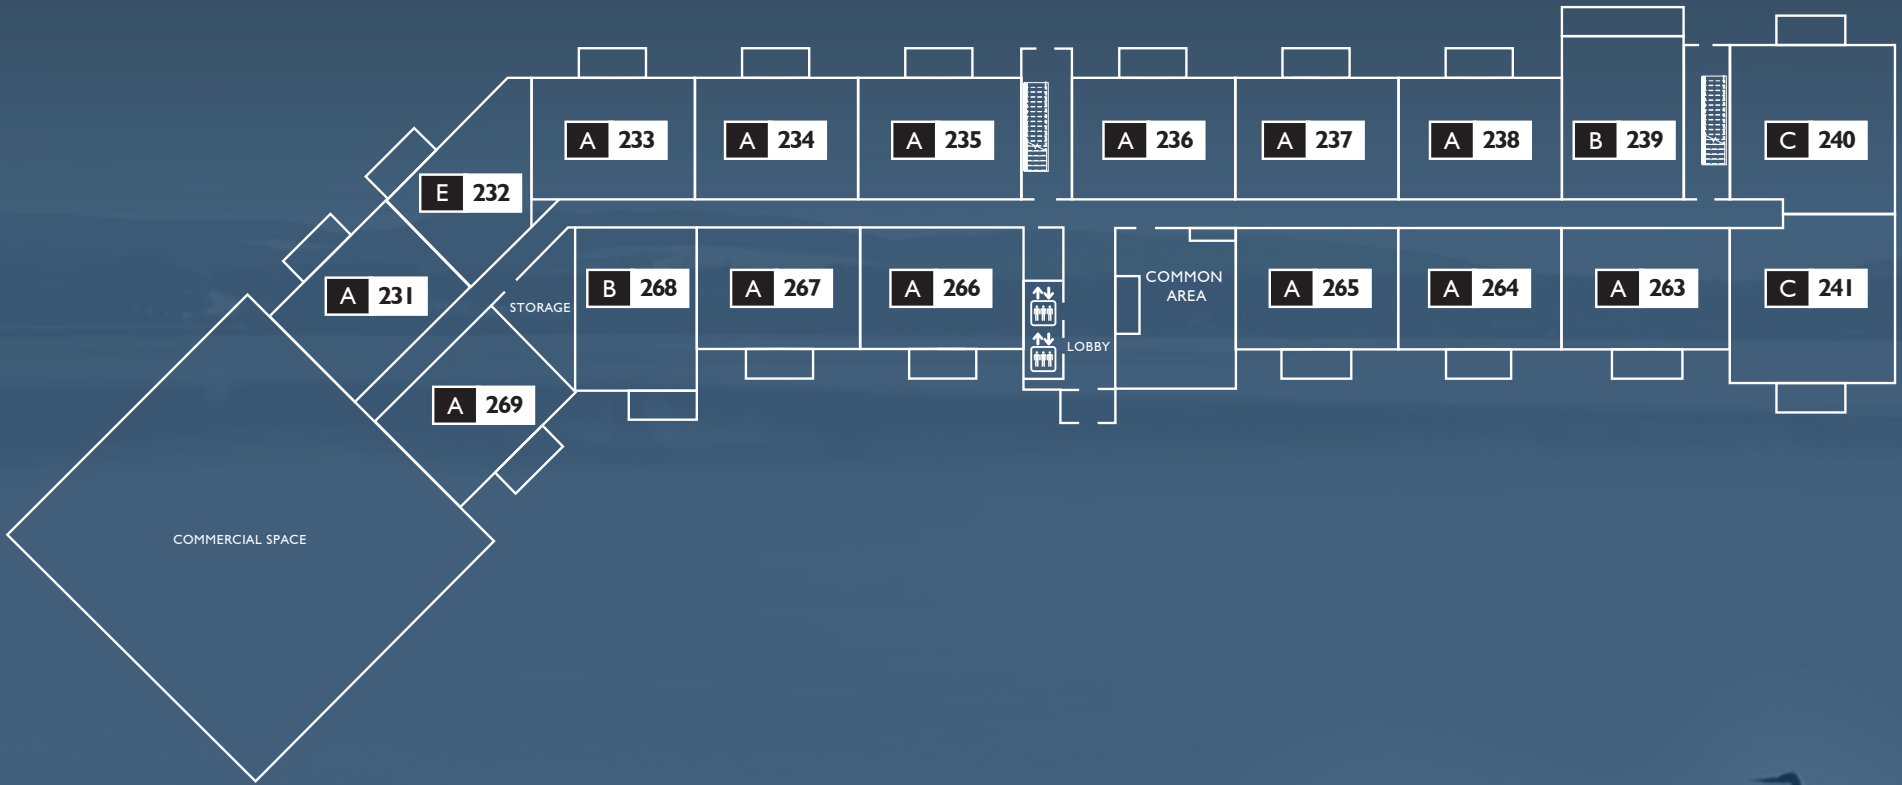 A 233
A 234
A 235
A 236
A 237
A 238
B 239
C 240
E 232
A 231
STORAGE
B 268
A 267
A 266
LOBBY
COMMON
AREA
A 265
A 264
A 263
C 241
A 269
COMMERCIAL SPACE